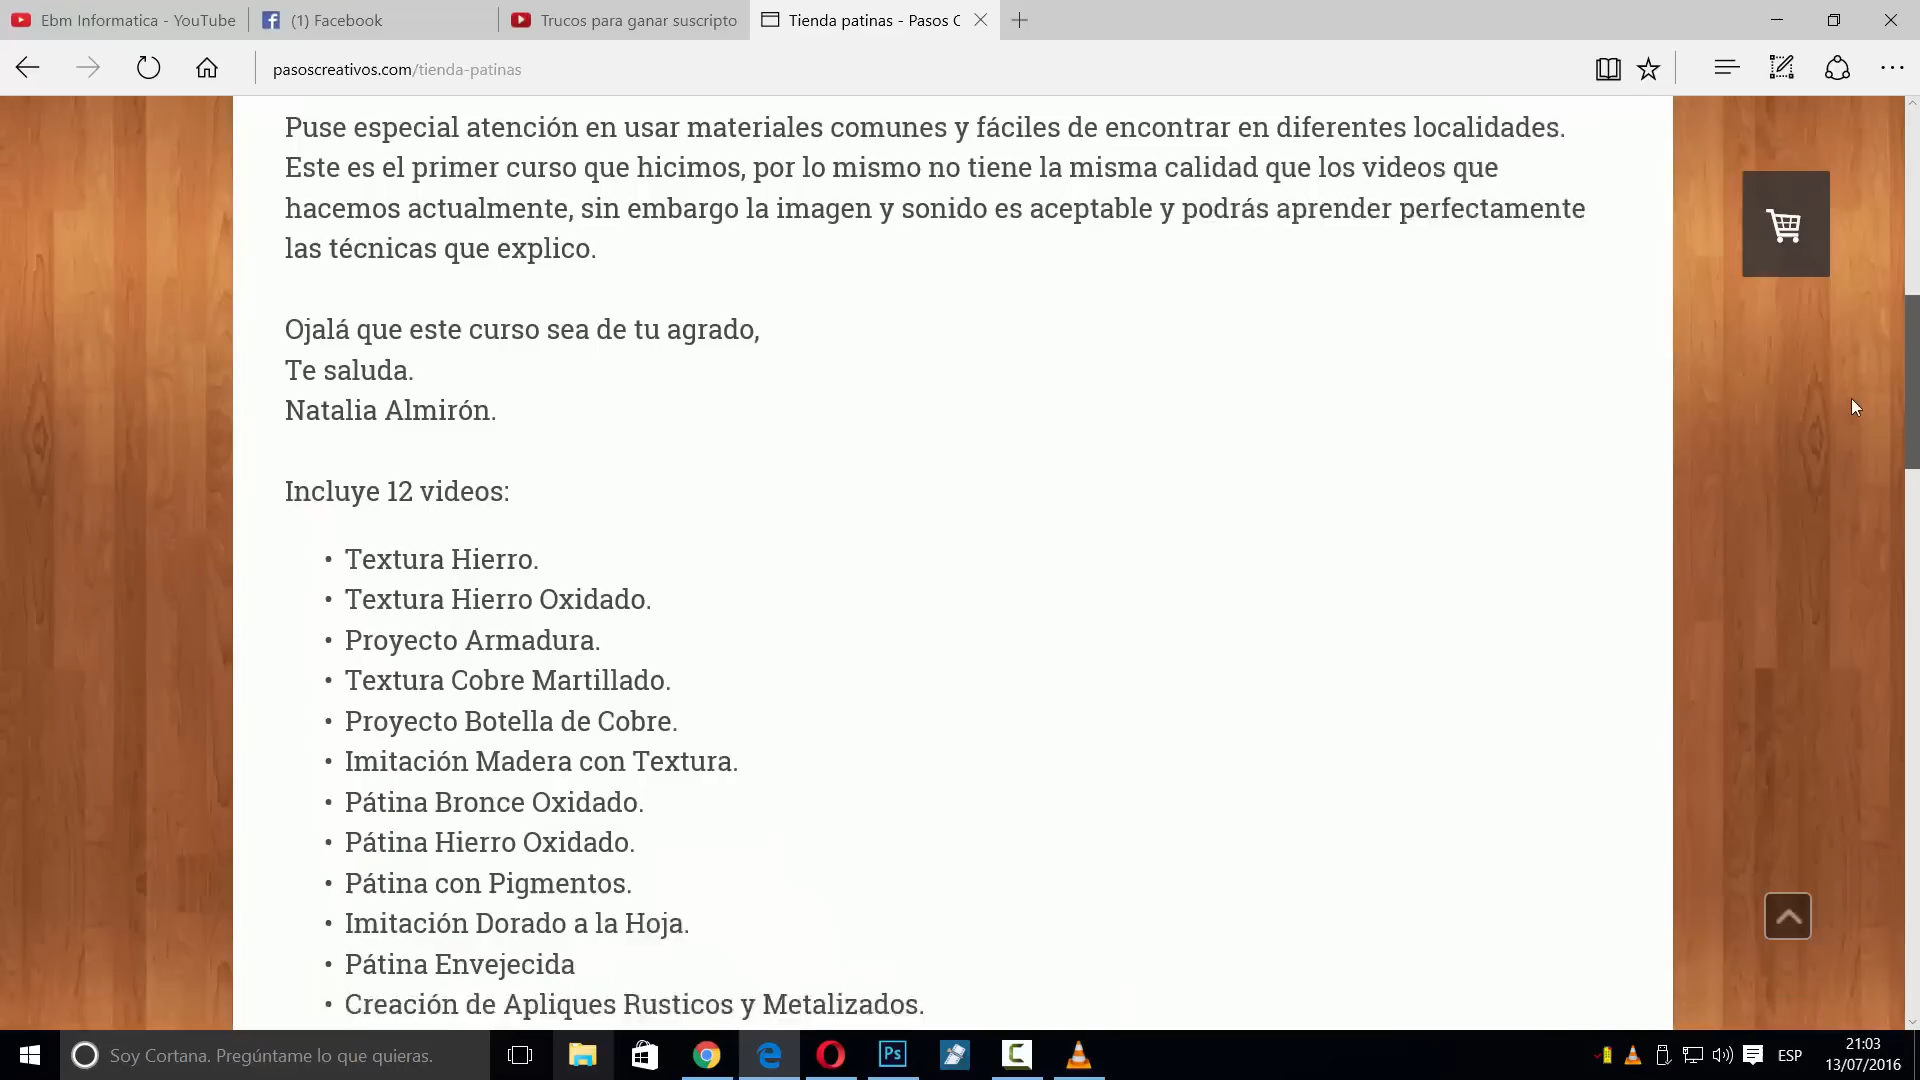 Ebm Informatica - YouTube
(1) Facebook
Trucos para ganar suscripto
Tienda patinas - Pasos C
pasoscreativos.com/tienda-patinas
Puse especial atención en usar materiales comunes y fáciles de encontrar en diferentes localidades.
Este es el primer curso que hicimos, por lo mismo no tiene la misma calidad que los videos que
hacemos actualmente, sin embargo la imagen y sonido es aceptable y podrás aprender perfectamente
las técnicas que explico.
Ojalá que este curso sea de tu agrado,
Te saluda.
Natalia Almirón.
Incluye 12 videos:
• Textura Hierro.
• Textura Hierro Oxidado.
• Proyecto Armadura.
• Textura Cobre Martillado.
• Proyecto Botella de Cobre.
• Imitación Madera con Textura.
• Pátina Bronce Oxidado.
• Pátina Hierro Oxidado.
• Pátina con Pigmentos.
• Imitación Dorado a la Hoja.
• Pátina Envejecida
• Creación de Apliques Rusticos y Metalizados.
Soy Cortana. Pregúntame lo que quieras.
Ps
ESP
21:03
13/07/2016